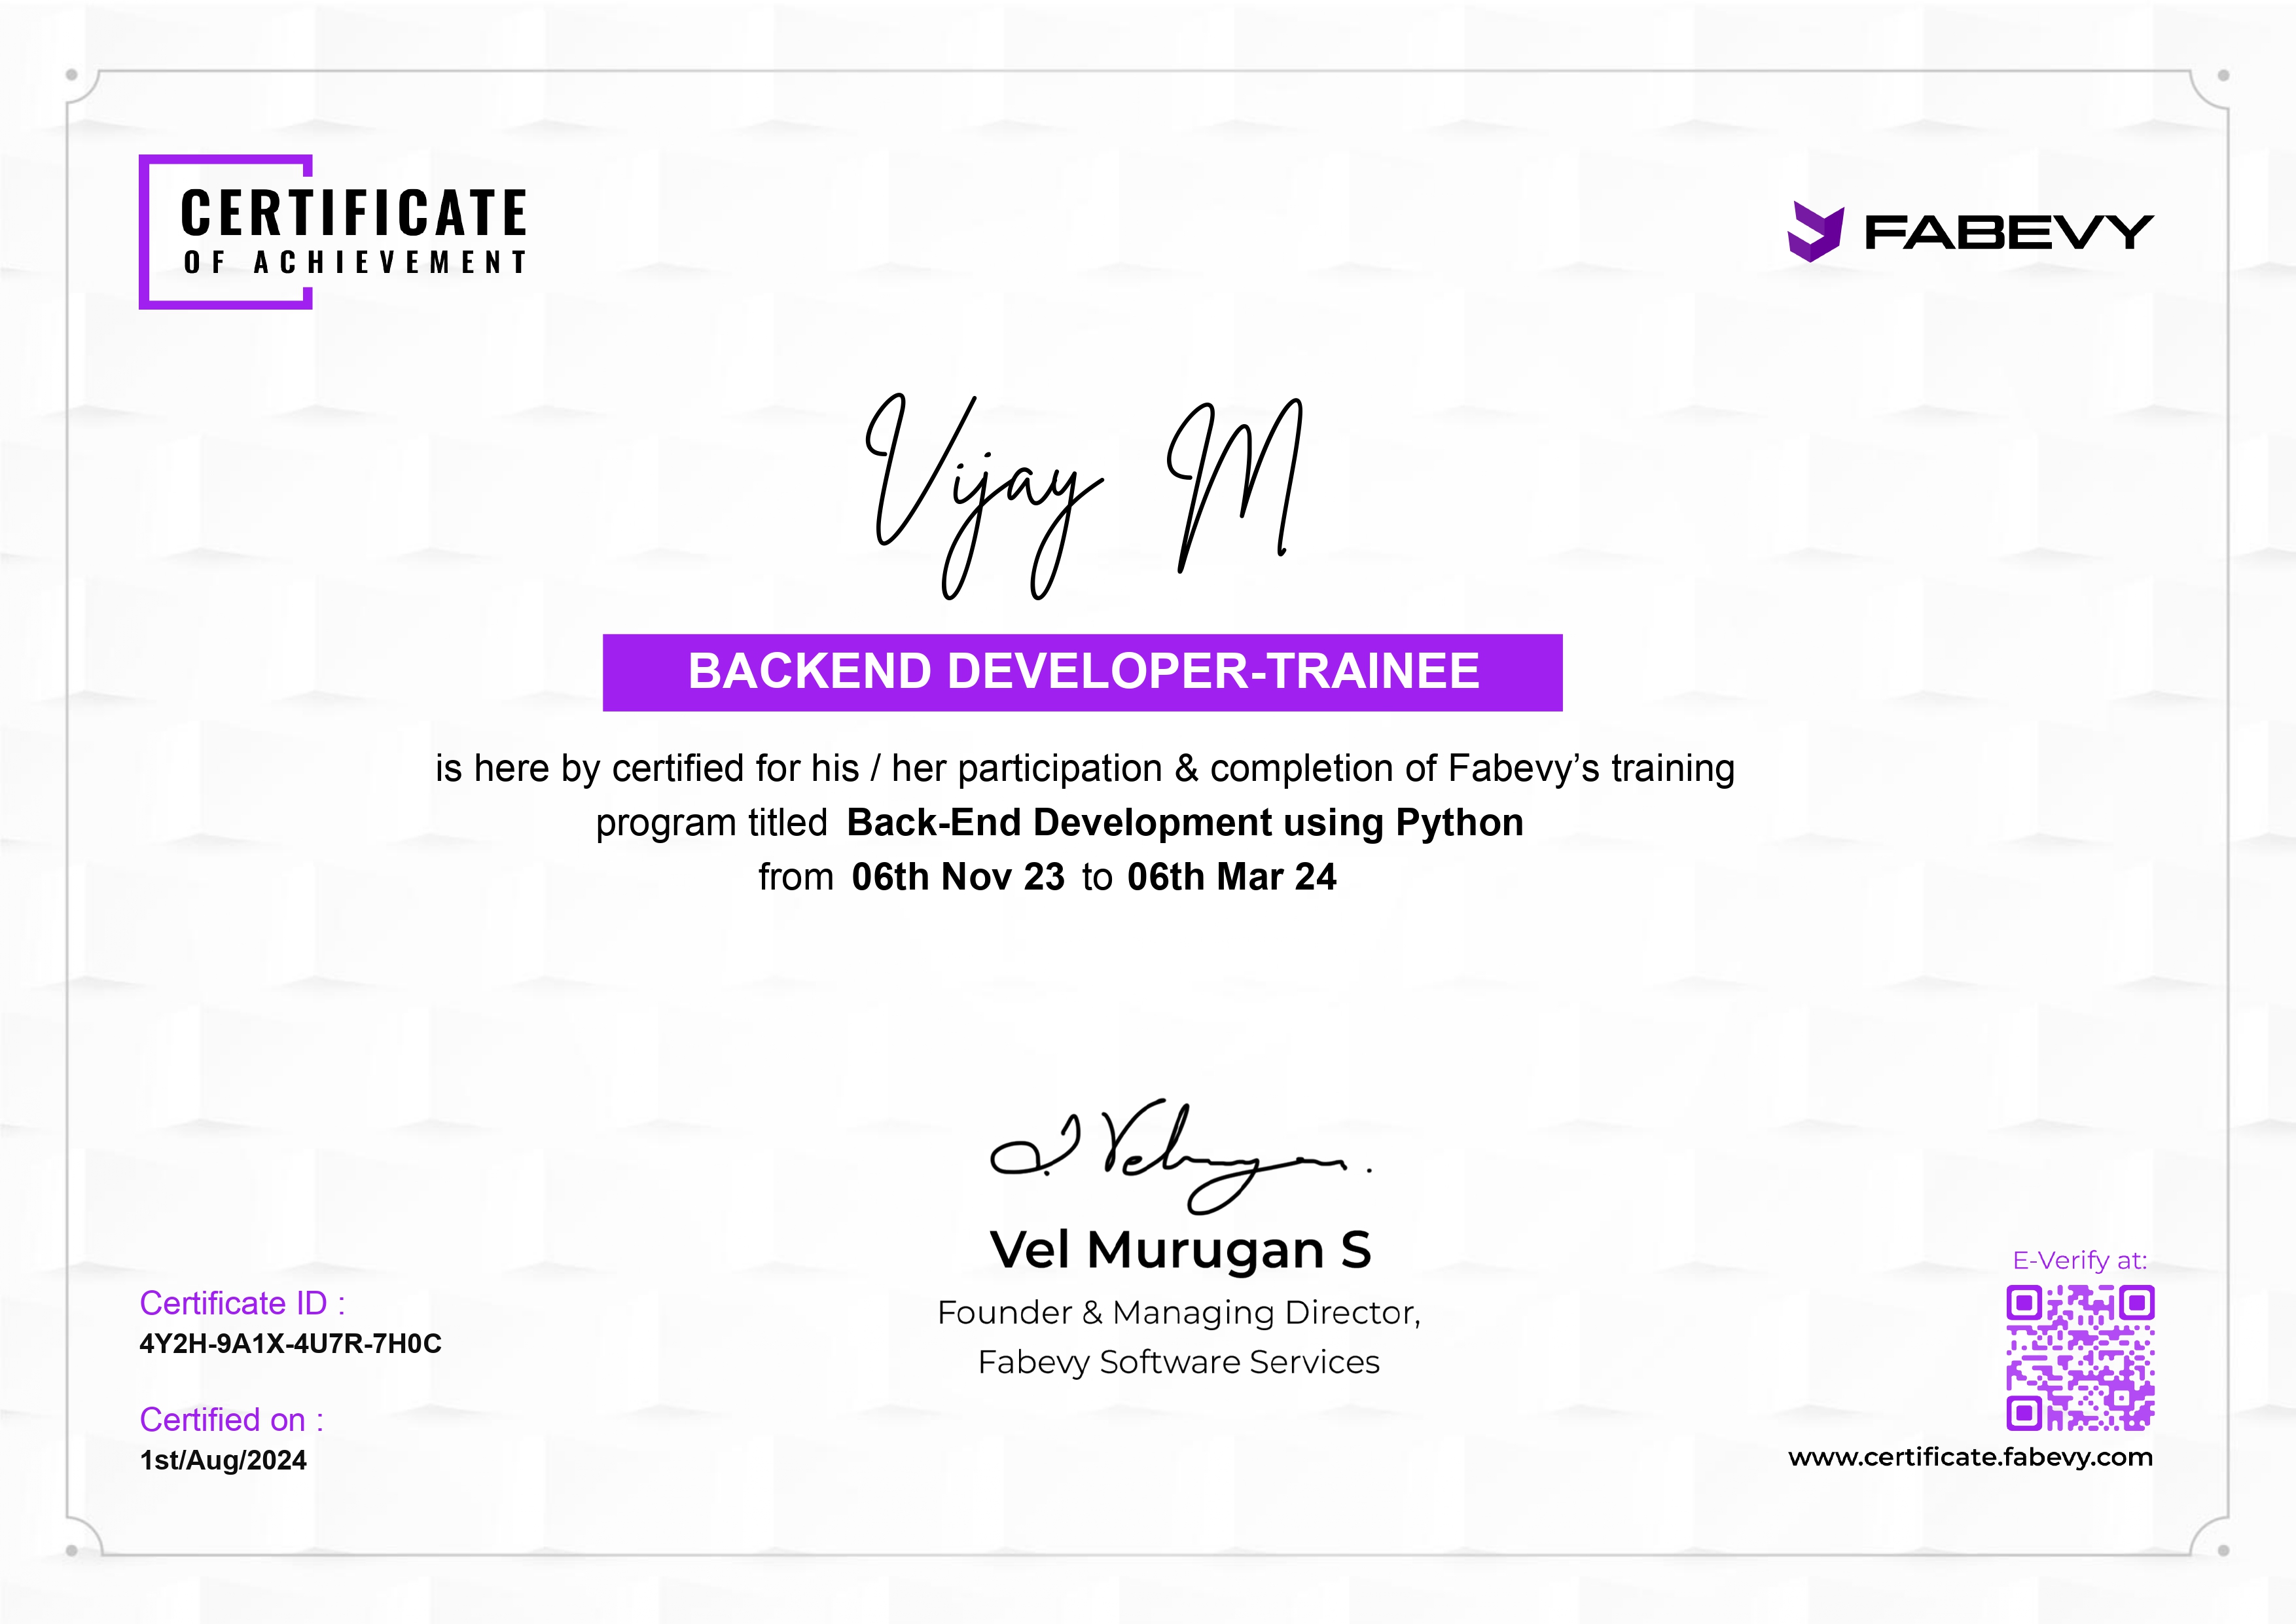 CERTIFICATE
OF ACHIEVEMENT
FABEVY
Vijay M
BACKEND DEVELOPER-TRAINEE
is here by certified for his / her participation & completion of Fabevy’s training
program titled Back-End Development using Python
from 06th Nov 23 to 06th Mar 24
Vel Murugan S
Founder & Managing Director,
Fabevy Software Services
Certificate ID :
4Y2H-9A1X-4U7R-7H0C
Certified on :
1st/Aug/2024
E-Verify at:
www.certificate.fabevy.com